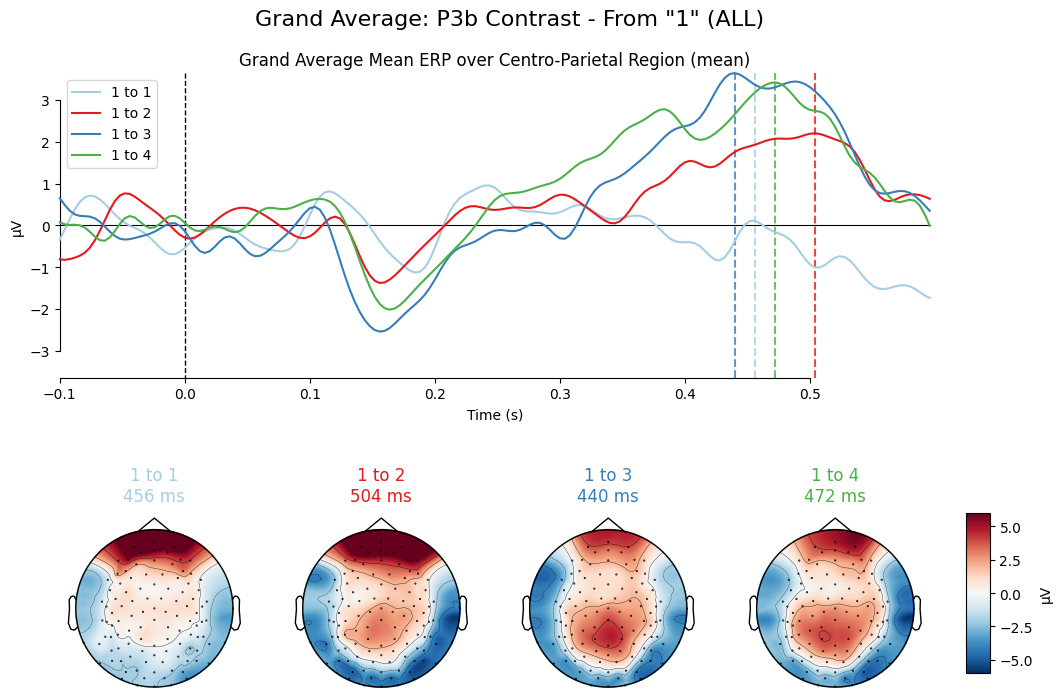 Grand Average: P3b Contrast - From "1" (ALL)
Grand Average Mean ERP over Centro-Parietal Region (mean)
1 to 1
1 to 2
1 to 3
1 to 4
3
2
1
0
−1
−2
−3
µV
−0.1 0.0 0.1 0.2 0.3 0.4 0.5
Time (s)
1 to 1 1 to 2 1 to 3 1 to 4
456 ms 504 ms 440 ms 472 ms
5.0
2.5
0.0
−2.5
−5.0
µV